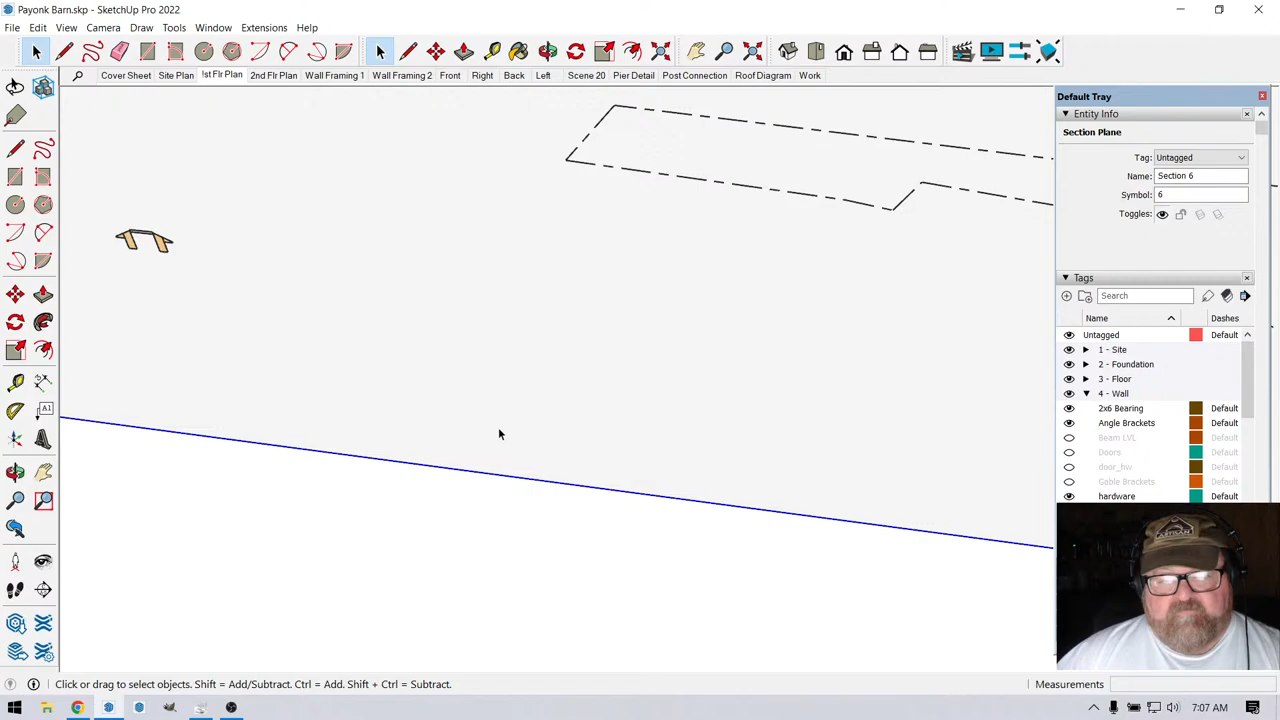 Payonk Barn.skp - SketchUp Pro 2022
File Edit View Camera Draw Tools Window Extensions Help
Cover Sheet Site Plan !st Flr Plan 2nd Flr Plan Wall Framing 1 Wall Framing 2 Front Right Back Left Scene 20 Pier Detail Post Connection Roof Diagram Work
Default Tray
Entity Info
Section Plane
Tag: Untagged
Name: Section 6
Symbol: 6
Toggles:
Tags
Search
Name Dashes
Untagged Default
1 - Site
2 - Foundation
3 - Floor
4 - Wall
2x6 Bearing Default
Angle Brackets Default
Beam LVL Default
Doors Default
door_hw Default
Gable Brackets Default
hardware Default
A1
ARTISAN
Click or drag to select objects. Shift = Add/Subtract. Ctrl = Add. Shift + Ctrl = Subtract.
Measurements
7:07 AM